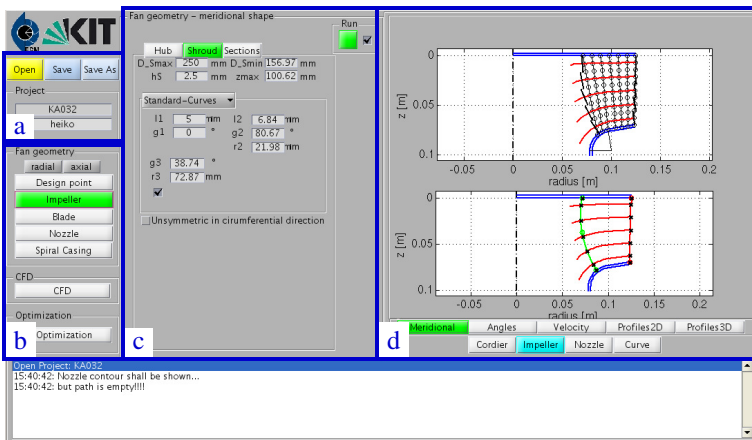 FSM KIT
Open Save Save As
Project
KA032
heiko
a
Fan geometry
radial axial
Design point
Impeller
Blade
Nozzle
Spiral Casing
CFD
CFD
Optimization
Optimization
b
Fan geometry - meridional shape
Run
Hub Shroud Sections
D_Smax 250 mm D_Smin 156.97 mm
hS 2.5 mm zmax 100.62 mm
Standard-Curves
l1 5 mm l2 6.84 mm
g1 0 ° g2 80.67 °
r2 21.98 mm
g3 38.74 °
r3 72.87 mm
Unsymmetric in cirumferential direction
c
0
0.05
0.1
z [m]
-0.05 0 0.05 0.1 0.15 0.2
radius [m]
0
0.05
0.1
z [m]
-0.05 0 0.05 0.1 0.15 0.2
radius [m]
Meridional Angles Velocity Profiles2D Profiles3D
Cordier Impeller Nozzle Curve
d
Open Project: KA032
15:40:42: Nozzle contour shall be shown...
15:40:42: but path is empty!!!!